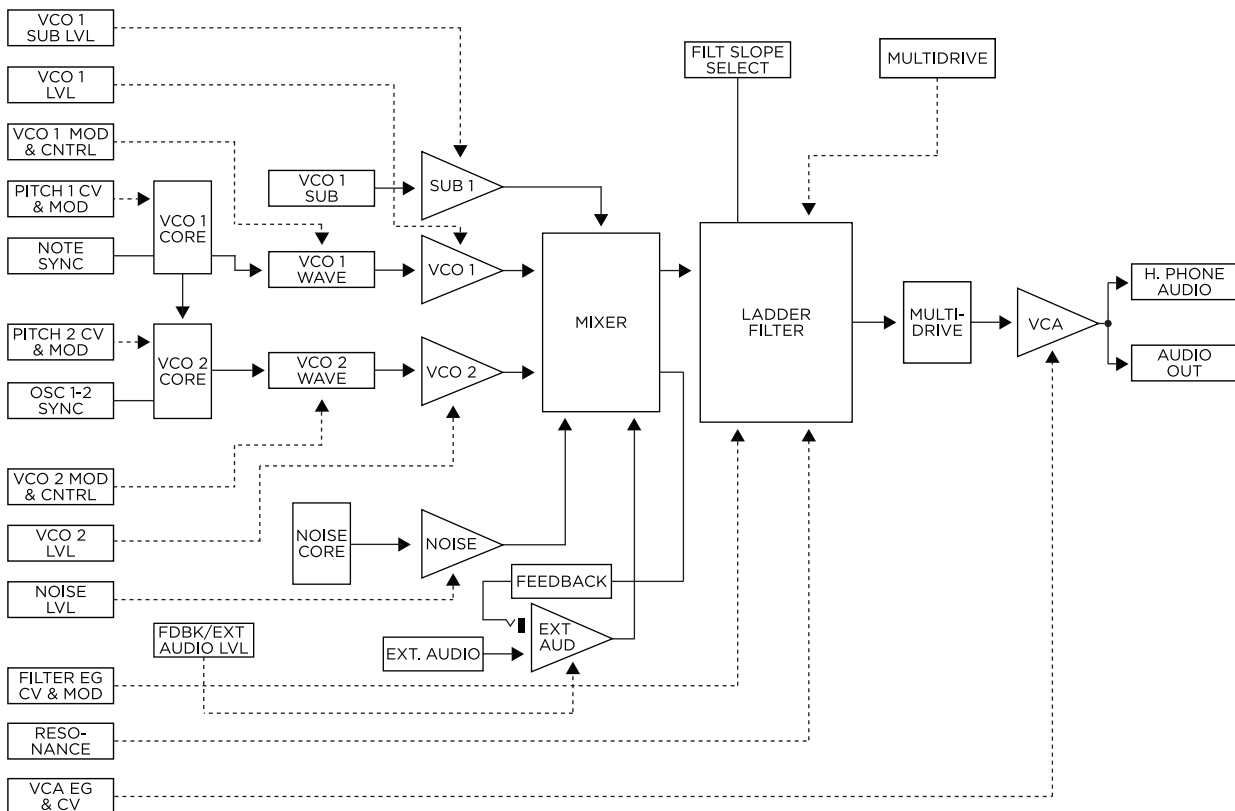 VCO 1
SUB LVL
VCO 1
LVL
VCO 1 MOD
& CNTRL
PITCH 1 CV
& MOD
NOTE
SYNC
PITCH 2 CV
& MOD
OSC 1-2
SYNC
VCO 2 MOD
& CNTRL
VCO 2
LVL
NOISE
LVL
FDBK/EXT
AUDIO LVL
FILTER EG
CV & MOD
RESO-
NANCE
VCA EG
& CV
VCO 1
CORE
VCO 2
CORE
VCO 1
SUB
VCO 1
WAVE
VCO 2
WAVE
NOISE
CORE
SUB 1
VCO 1
VCO 2
NOISE
FEEDBACK
EXT. AUDIO
EXT
AUD
MIXER
FILT SLOPE
SELECT
MULTIDRIVE
LADDER
FILTER
MULTI-
DRIVE
VCA
H. PHONE
AUDIO
AUDIO
OUT